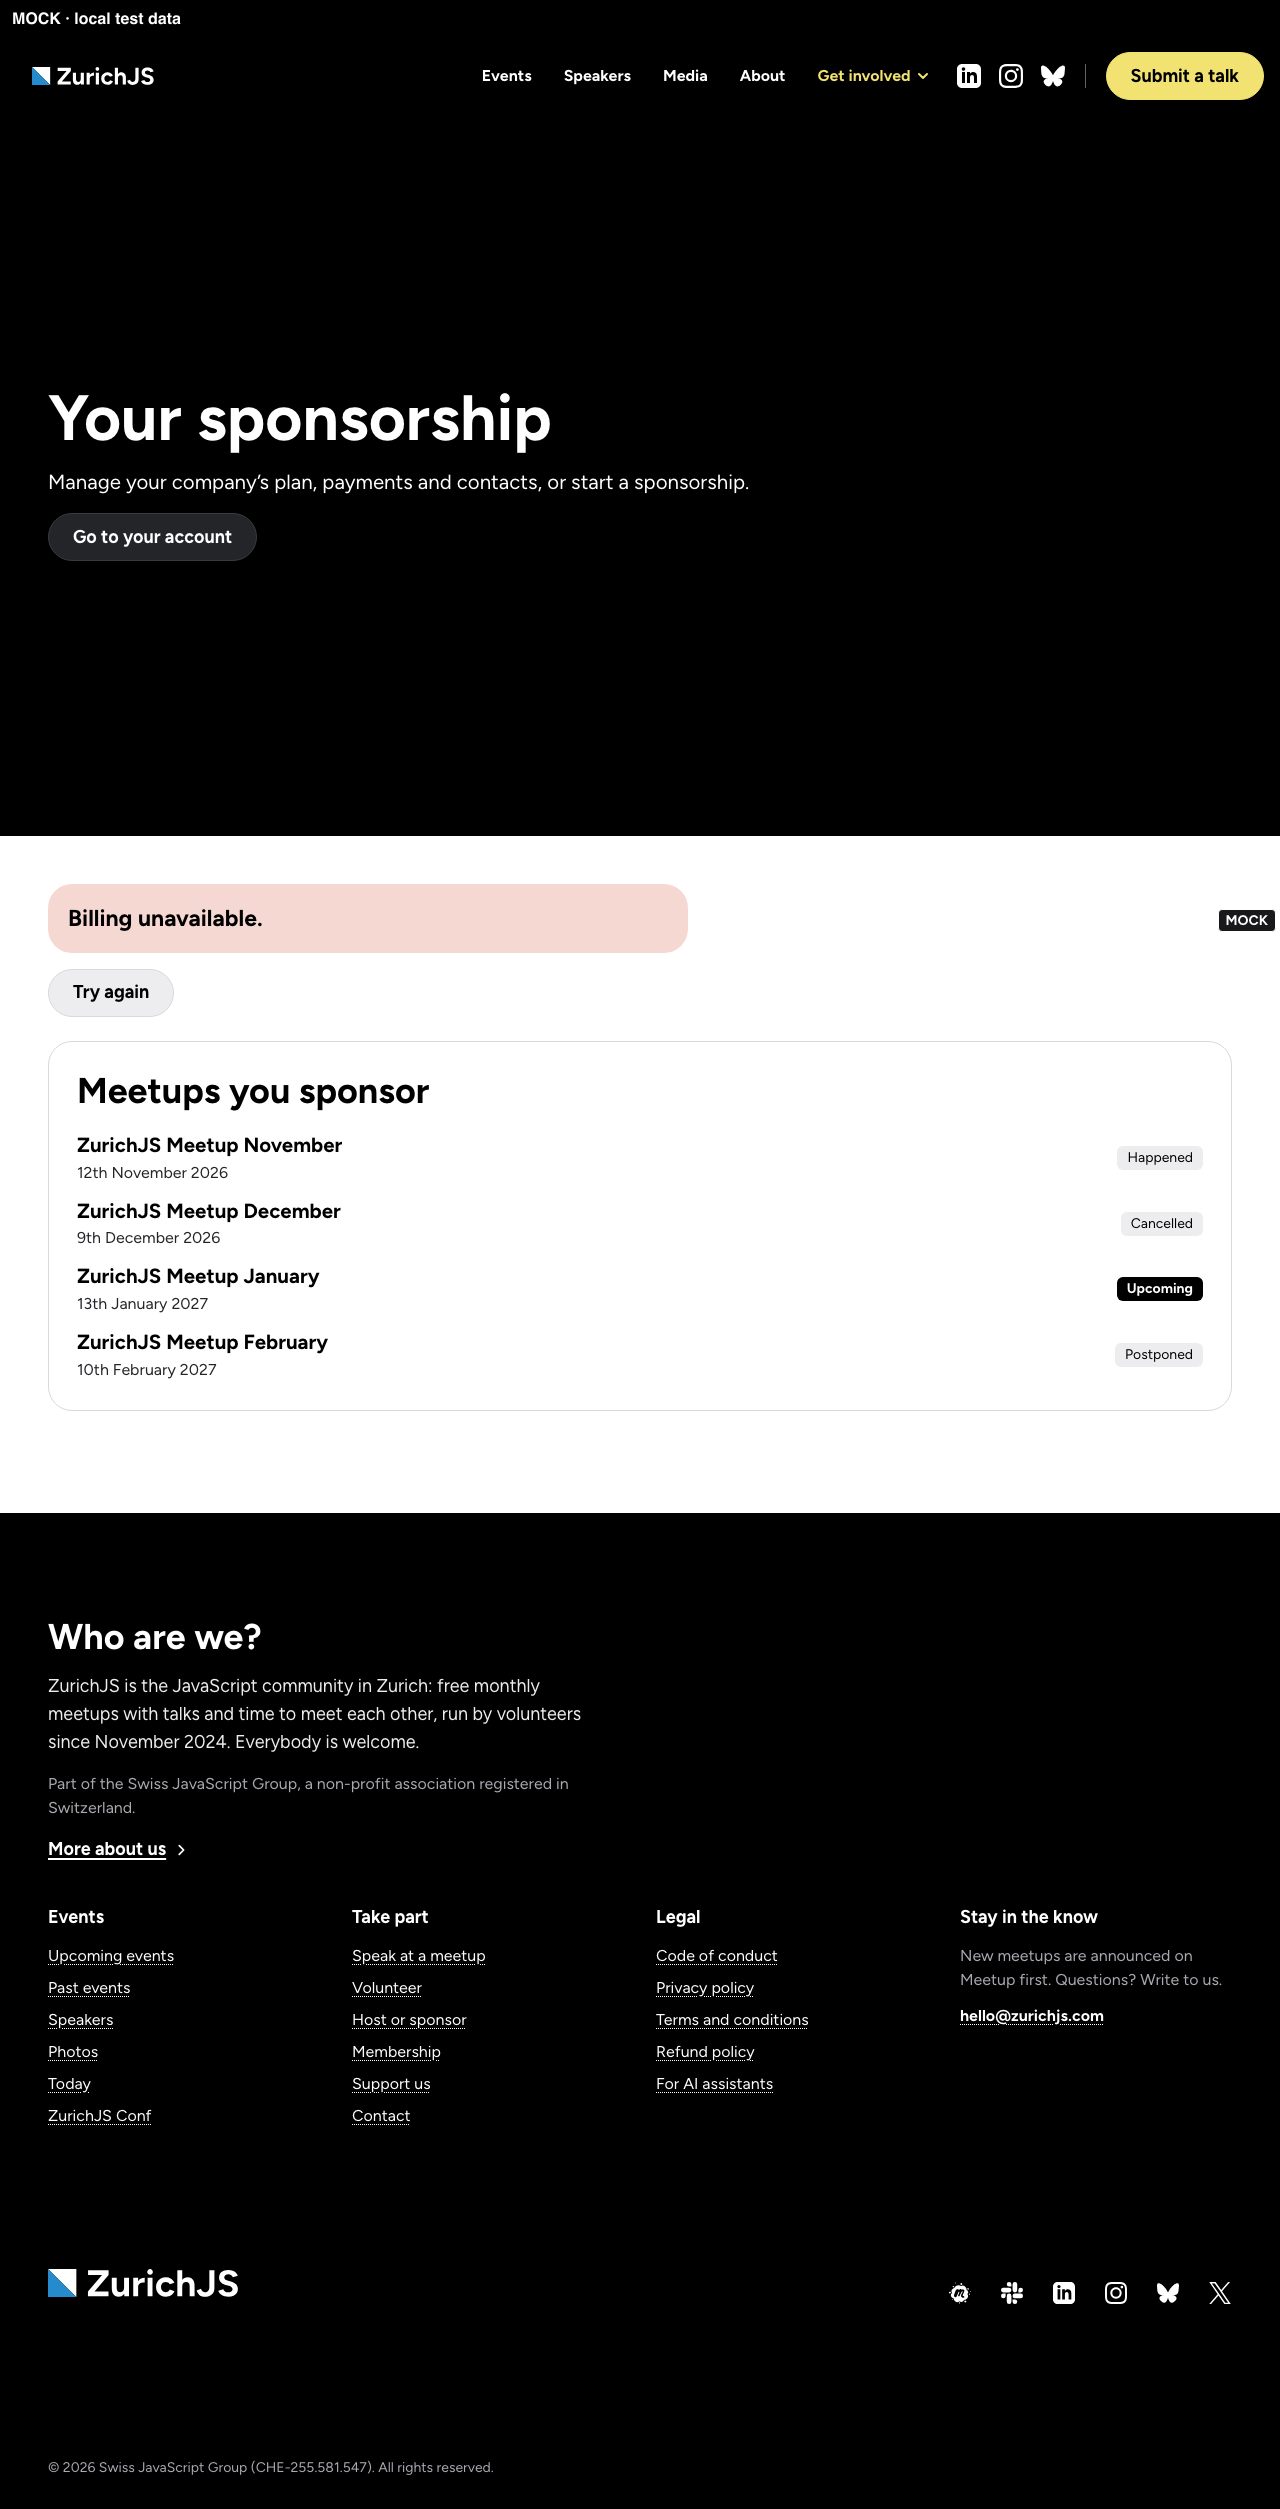 MOCK · local test data
ZurichJS
Events
Speakers
Media
About
Get involved
Submit a talk
Your sponsorship
Manage your company’s plan, payments and contacts, or start a sponsorship.
Go to your account
Billing unavailable.
MOCK
Try again
Meetups you sponsor
ZurichJS Meetup November
12th November 2026
Happened
ZurichJS Meetup December
9th December 2026
Cancelled
ZurichJS Meetup January
13th January 2027
Upcoming
ZurichJS Meetup February
10th February 2027
Postponed
Who are we?
ZurichJS is the JavaScript community in Zurich: free monthly
meetups with talks and time to meet each other, run by volunteers
since November 2024. Everybody is welcome.
Part of the Swiss JavaScript Group, a non-profit association registered in
Switzerland.
More about us
Events
Upcoming events
Past events
Speakers
Photos
Today
ZurichJS Conf
Take part
Speak at a meetup
Volunteer
Host or sponsor
Membership
Support us
Contact
Legal
Code of conduct
Privacy policy
Terms and conditions
Refund policy
For AI assistants
Stay in the know
New meetups are announced on
Meetup first. Questions? Write to us.
hello@zurichjs.com
ZurichJS
© 2026 Swiss JavaScript Group (CHE-255.581.547). All rights reserved.